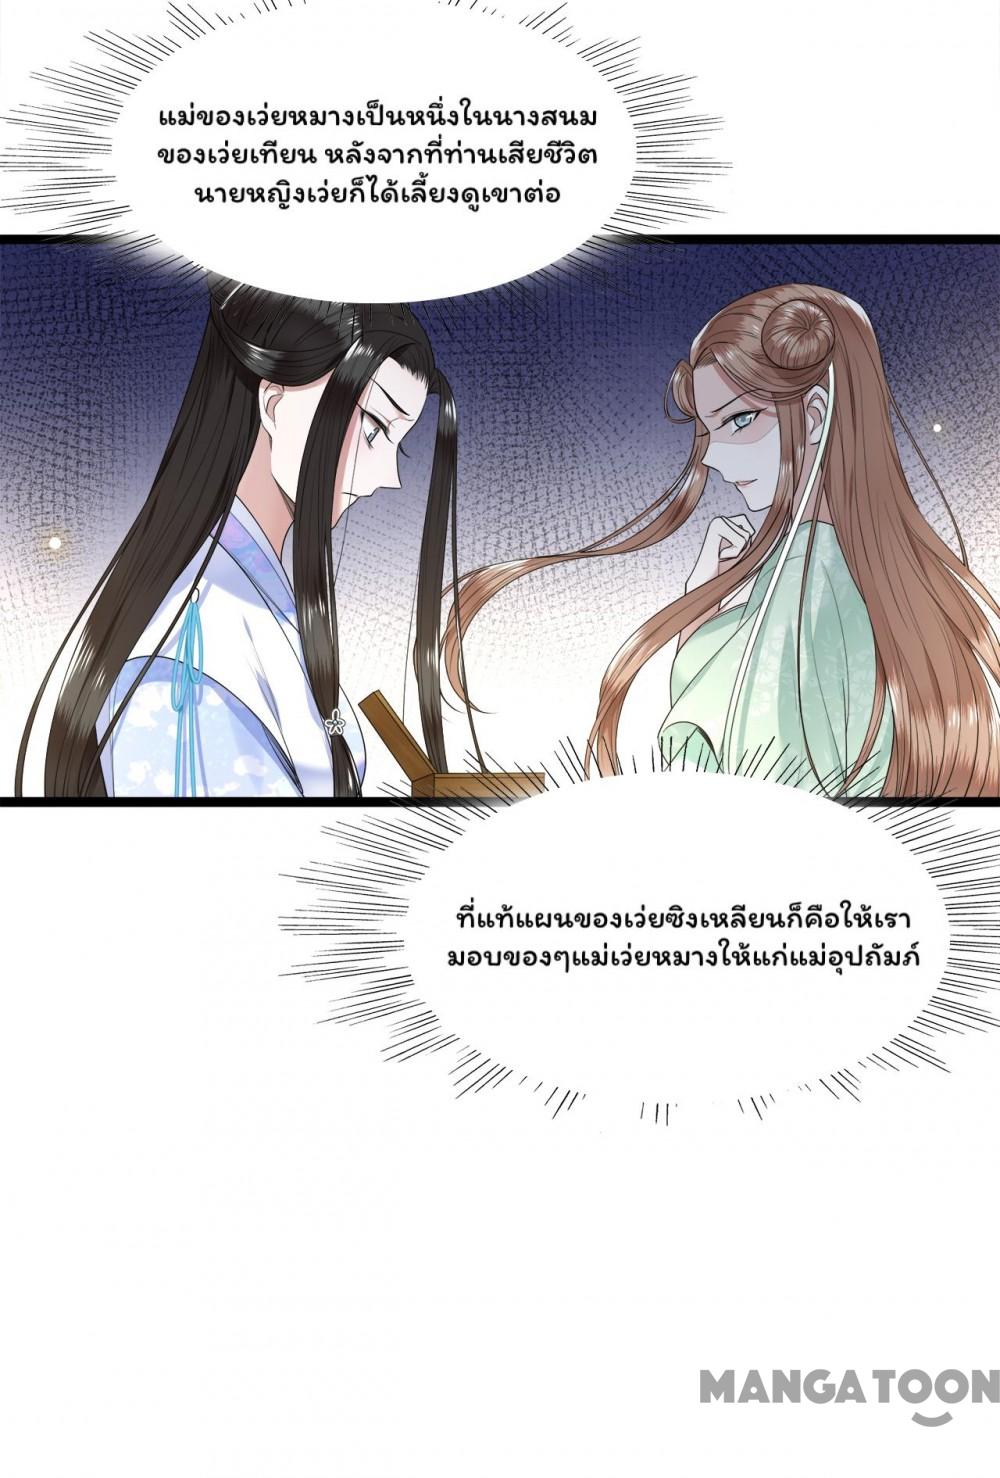 แม่ของเว่ยหมางเป็นหนึ่งในนางสนม
ของเว่ยเทียน หลังจากที่ท่านเสียชีวิต
นายหญิงเว่ยก็ได้เลี้ยงดูเขาต่อ
ที่แท้แผนของเว่ยซิงเหลียนก็คือให้เรา
มอบของๆแม่เว่ยหมางให้แก่แม่อุปถัมภ์
MANGATOON